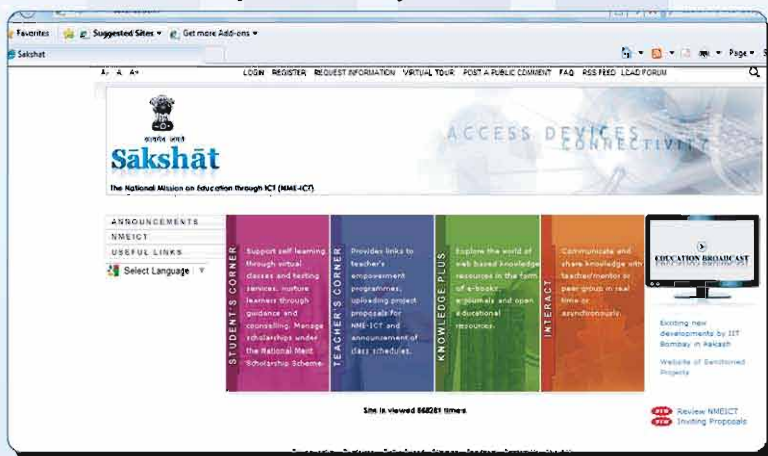 Favorites Suggested Sites Get more Add-ons
Sakshat
Page
A- A A+ LOGIN REGISTER REQUEST INFORMATION VIRTUAL TOUR POST A PUBLIC COMMENT FAQ RSS FEED LEAD FORUM
ACCESS DEVICES
CONNECTIVITY
सत्यमेव जयते
Sākshāt
The National Mission on Education through ICT (NME-ICT)
ANNOUNCEMENTS
NMEICT
USEFUL LINKS
Select Language
STUDENT'S CORNER
Support self learning
through virtual
classes and testing
services, nurture
learners through
guidance and
counselling. Manage
scholarships under
the National Merit
Scholarship Scheme.
TEACHER'S CORNER
Provides links to
teacher's
empowerment
programmes,
uploading project
proposals for
NME-ICT and
announcement of
class schedules.
KNOWLEDGE PLUS
Explore the world of
web based knowledge
resources in the form
of e-books,
e-journals and open
educational
resources.
INTERACT
Communicate and
share knowledge with
teacher/mentor or
peer group in real
time or
asynchronously.
EDUCATION BROADCAST
Exciting new
developments by IIT
Bombay in Aakash
Website of Sanctioned
Projects
Review NMEICT
Inviting Proposals
Site is viewed 868281 times